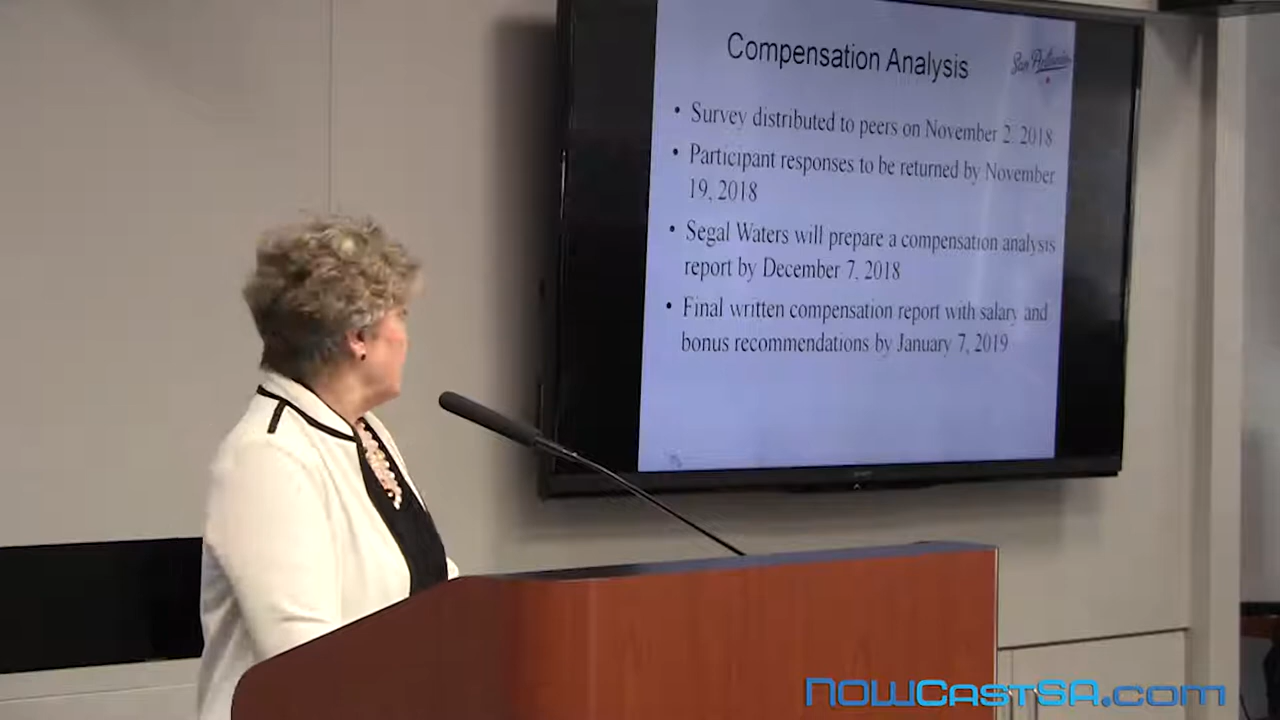 Compensation Analysis
San Antonio
• Survey distributed to peers on November 2, 2018
• Participant responses to be returned by November
19, 2018
• Segal Waters will prepare a compensation analysis
report by December 7, 2018
• Final written compensation report with salary and
bonus recommendations by January 7, 2019
NOWCastSA.com